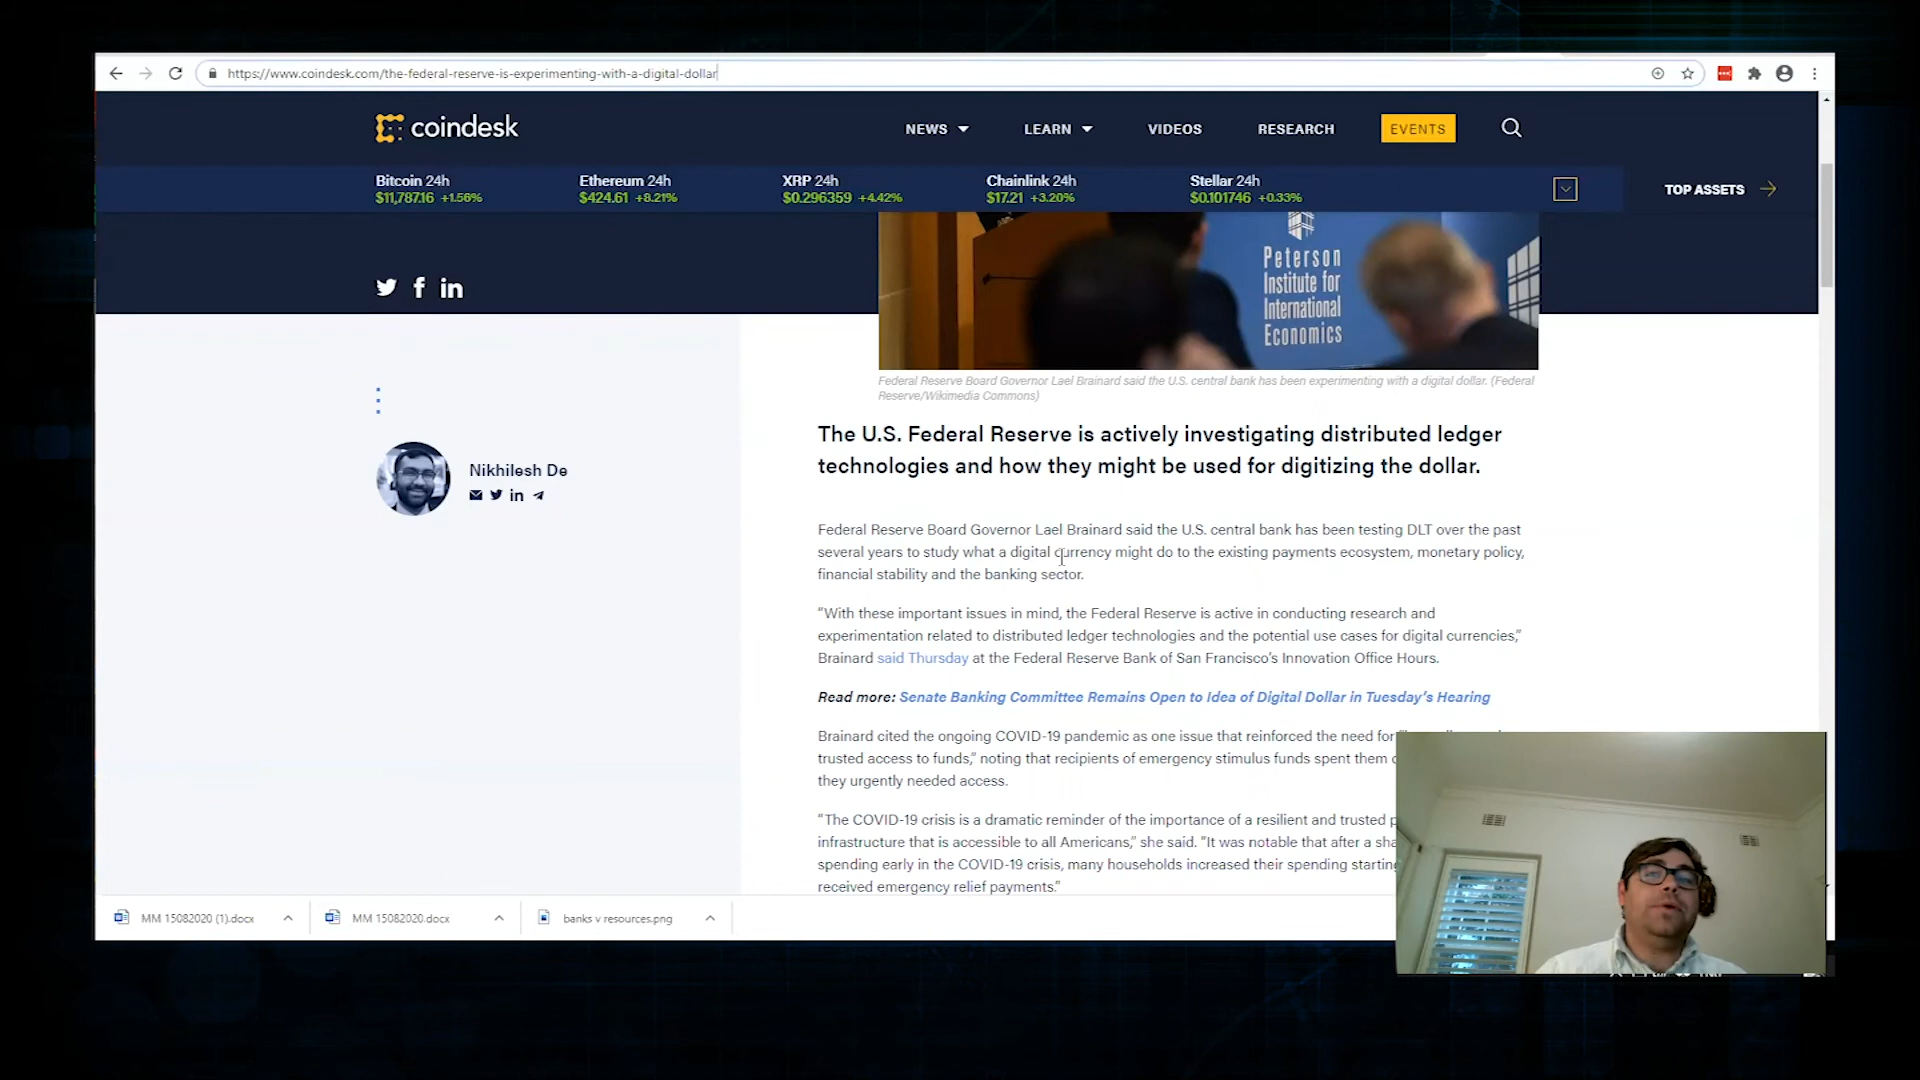 https://www.coindesk.com/the-federal-reserve-is-experimenting-with-a-digital-dollar
coindesk
NEWS LEARN VIDEOS RESEARCH EVENTS
Bitcoin 24h Ethereum 24h XRP 24h Chainlink 24h Stellar 24h
$11,787.16 +1.56% $424.61 +8.21% $0.296359 +4.42% $17.21 +3.20% $0.101746 +0.33%
TOP ASSETS
Peterson
Institute for
International
Economics
Federal Reserve Board Governor Lael Brainard said the U.S. central bank has been experimenting with a digital dollar. (Federal
Reserve/Wikimedia Commons)
Nikhilesh De
The U.S. Federal Reserve is actively investigating distributed ledger
technologies and how they might be used for digitizing the dollar.
Federal Reserve Board Governor Lael Brainard said the U.S. central bank has been testing DLT over the past
several years to study what a digital currency might do to the existing payments ecosystem, monetary policy,
financial stability and the banking sector.
“With these important issues in mind, the Federal Reserve is active in conducting research and
experimentation related to distributed ledger technologies and the potential use cases for digital currencies,”
Brainard said Thursday at the Federal Reserve Bank of San Francisco’s Innovation Office Hours.
Read more: Senate Banking Committee Remains Open to Idea of Digital Dollar in Tuesday’s Hearing
Brainard cited the ongoing COVID-19 pandemic as one issue that reinforced the need for
trusted access to funds,” noting that recipients of emergency stimulus funds spent them
they urgently needed access.
“The COVID-19 crisis is a dramatic reminder of the importance of a resilient and trusted
infrastructure that is accessible to all Americans,” she said. “It was notable that after a
spending early in the COVID-19 crisis, many households increased their spending starting
received emergency relief payments.”
MM 15082020 (1).docx
MM 15082020.docx
banks v resources.png